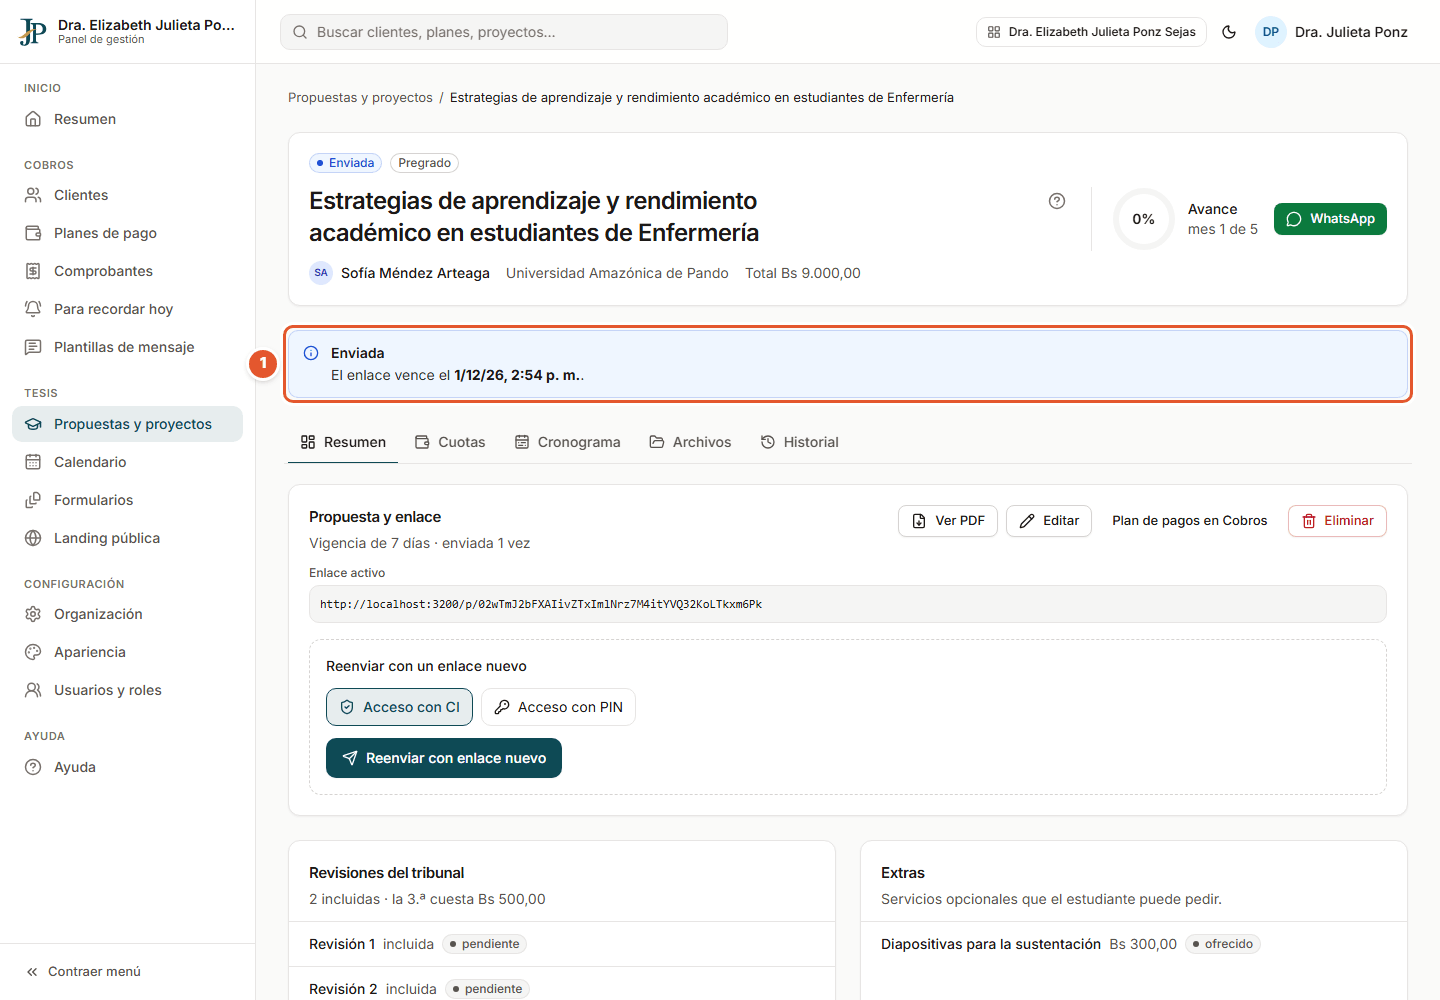 Dra. Elizabeth Julieta Po...
Panel de gestión
Buscar clientes, planes, proyectos...
Dra. Elizabeth Julieta Ponz Sejas
DP
Dra. Julieta Ponz
INICIO
Resumen
COBROS
Clientes
Planes de pago
Comprobantes
Para recordar hoy
Plantillas de mensaje
TESIS
Propuestas y proyectos
Calendario
Formularios
Landing pública
CONFIGURACIÓN
Organización
Apariencia
Usuarios y roles
AYUDA
Ayuda
Contraer menú
Propuestas y proyectos / Estrategias de aprendizaje y rendimiento académico en estudiantes de Enfermería
Enviada
Pregrado
Estrategias de aprendizaje y rendimiento
académico en estudiantes de Enfermería
SA Sofía Méndez Arteaga Universidad Amazónica de Pando Total Bs 9.000,00
0%
Avance
mes 1 de 5
WhatsApp
1
Enviada
El enlace vence el 1/12/26, 2:54 p. m..
Resumen
Cuotas
Cronograma
Archivos
Historial
Propuesta y enlace
Vigencia de 7 días · enviada 1 vez
Ver PDF
Editar
Plan de pagos en Cobros
Eliminar
Enlace activo
http://localhost:3200/p/02wTmJ2bFXAIivZTxImlNrz7M4itYVQ32KoLTkxm6Pk
Reenviar con un enlace nuevo
Acceso con CI
Acceso con PIN
Reenviar con enlace nuevo
Revisiones del tribunal
2 incluidas · la 3.ª cuesta Bs 500,00
Revisión 1 incluida pendiente
Revisión 2 incluida pendiente
Extras
Servicios opcionales que el estudiante puede pedir.
Diapositivas para la sustentación Bs 300,00 ofrecido